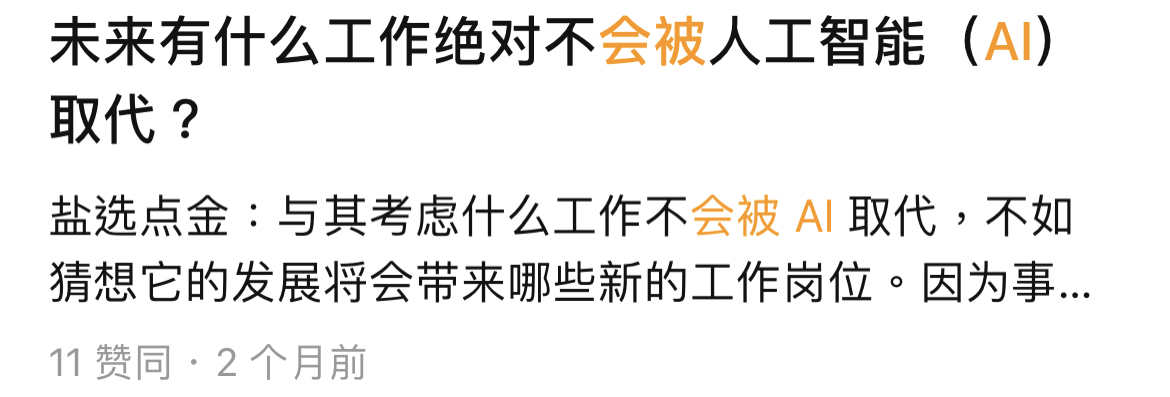 未来有什么工作绝对不会被人工智能（AI）
取代？
盐选点金：与其考虑什么工作不会被 AI 取代，不如
猜想它的发展将会带来哪些新的工作岗位。因为事...
11 赞同 · 2 个月前